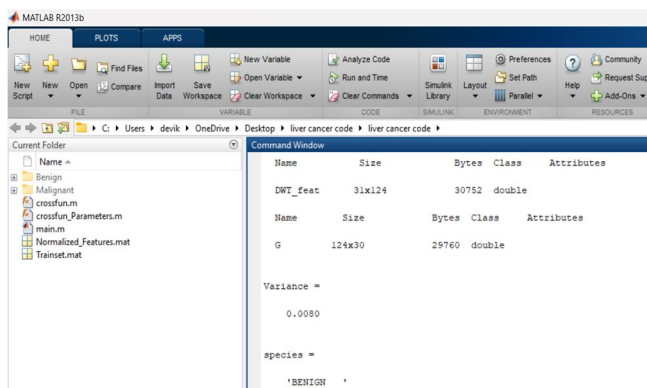 MATLAB R2013b
HOME PLOTS APPS
New Script New Open Find Files Compare Import Data Save Workspace New Variable Open Variable Clear Workspace Analyze Code Run and Time Clear Commands Simulink Library Layout Preferences Set Path Parallel Help Community Request Sup Add-Ons
FILE VARIABLE CODE SIMULINK ENVIRONMENT RESOURCES
C: Users devik OneDrive Desktop liver cancer code liver cancer code
Current Folder
Name
Benign
Malignant
crossfun.m
crossfun_Parameters.m
main.m
Normalized_Features.mat
Trainset.mat
Command Window
Name Size Bytes Class Attributes
DWT_feat 31x124 30752 double
Name Size Bytes Class Attributes
G 124x30 29760 double
Variance =
0.0080
species =
'BENIGN '